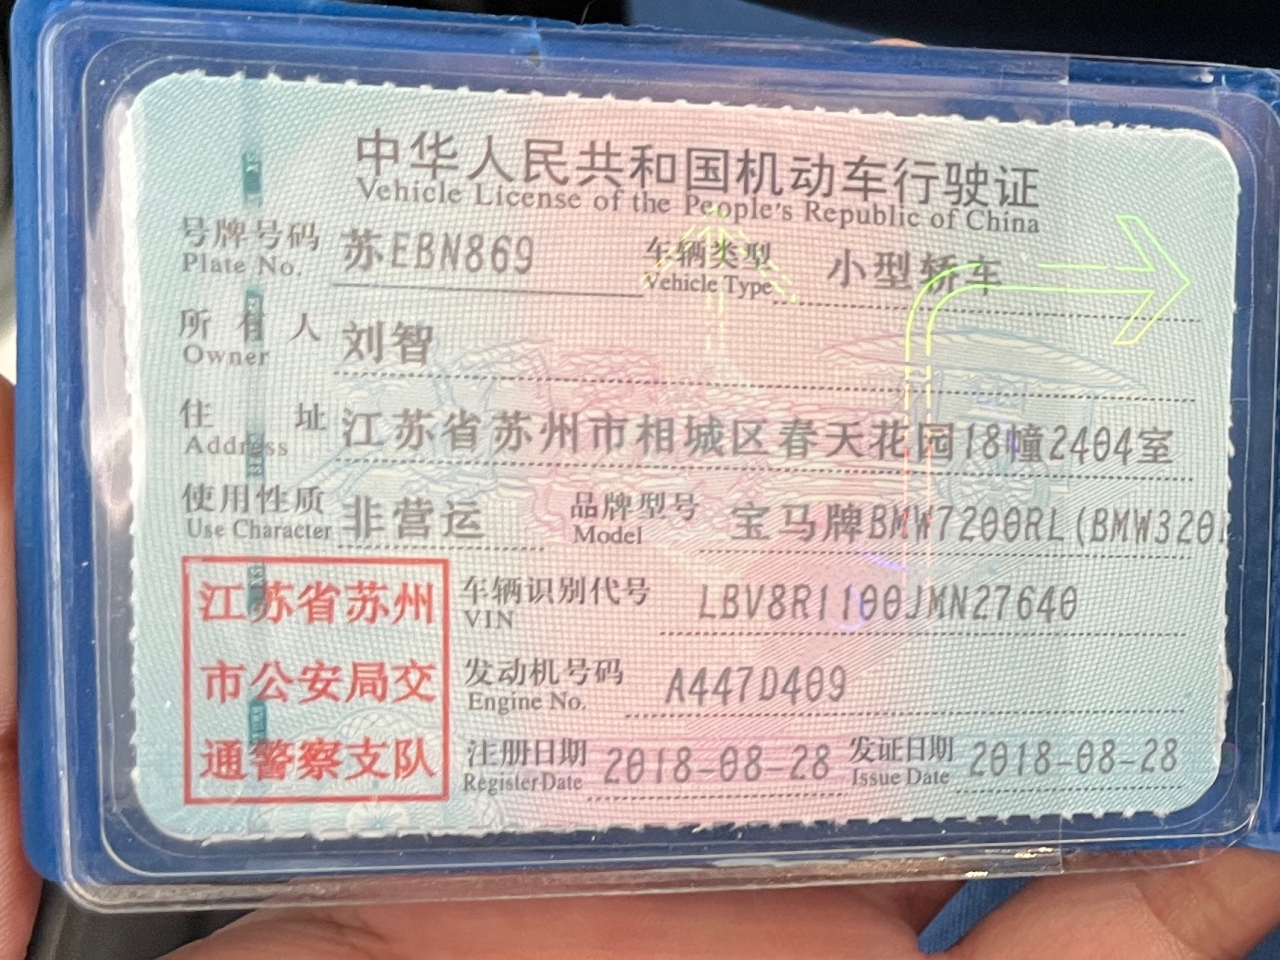 中华人民共和国机动车行驶证
Vehicle License of the People's Republic of China
号牌号码 苏EBN869 车辆类型 小型轿车
Plate No. Vehicle Type
所有人 刘智
Owner
住址 江苏省苏州市相城区春天花园18幢2404室
Address
使用性质 非营运 品牌型号 宝马牌BMW7200RL(BMW320
Use Character Model
江苏省苏州
市公安局交
通警察支队
车辆识别代号 LBV8R1100JMN27640
VIN
发动机号码 A447D409
Engine No.
注册日期 2018-08-28 发证日期 2018-08-28
Register Date Issue Date